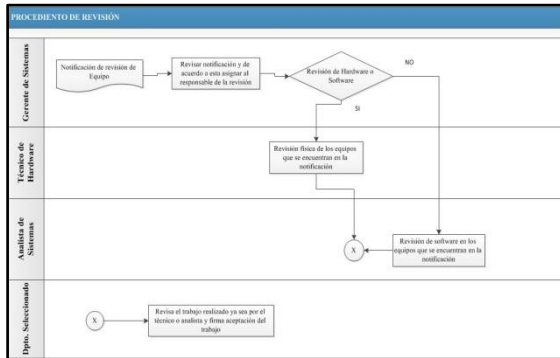 PROCEDIENTO DE REVISIÓN
Gerente de Sistemas
Notificación de revisión de
Equipo
Revisar notificación y de
acuerdo a esta asignar al
responsable de la revisión
Revisión de Hardware o
Software
NO
SI
Técnico de
Hardware
Revisión física de los equipos
que se encuentran en la
notificación
Analista de
Sistemas
X
Revisión de software en los
equipos que se encuentran en la
notificación
Dpto. Seleccionado
X
Revisa el trabajo realizado ya sea por el
técnico o analista y firma aceptación del
trabajo